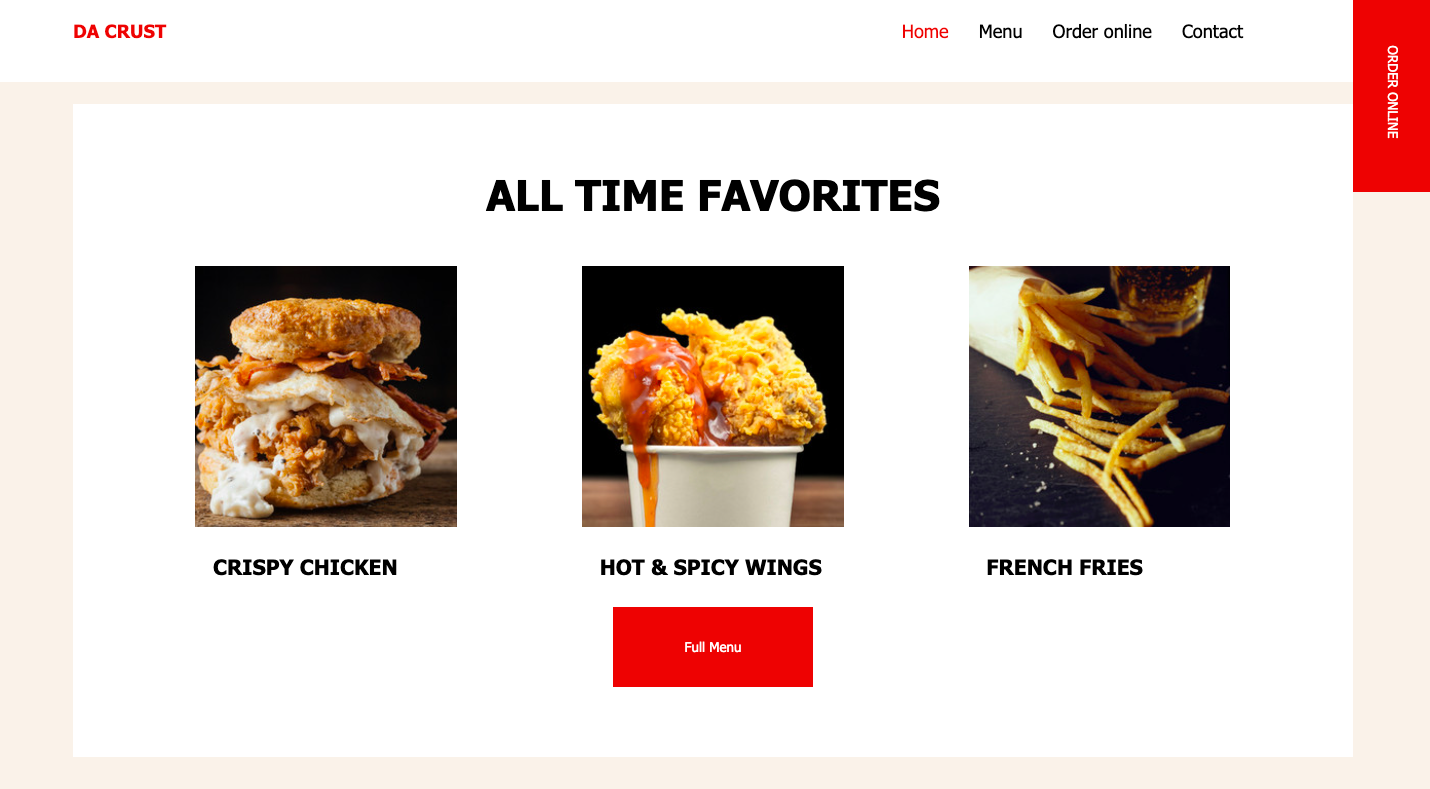 DA CRUST
Home Menu Order online Contact
ORDER ONLINE
ALL TIME FAVORITES
CRISPY CHICKEN
HOT & SPICY WINGS
FRENCH FRIES
Full Menu